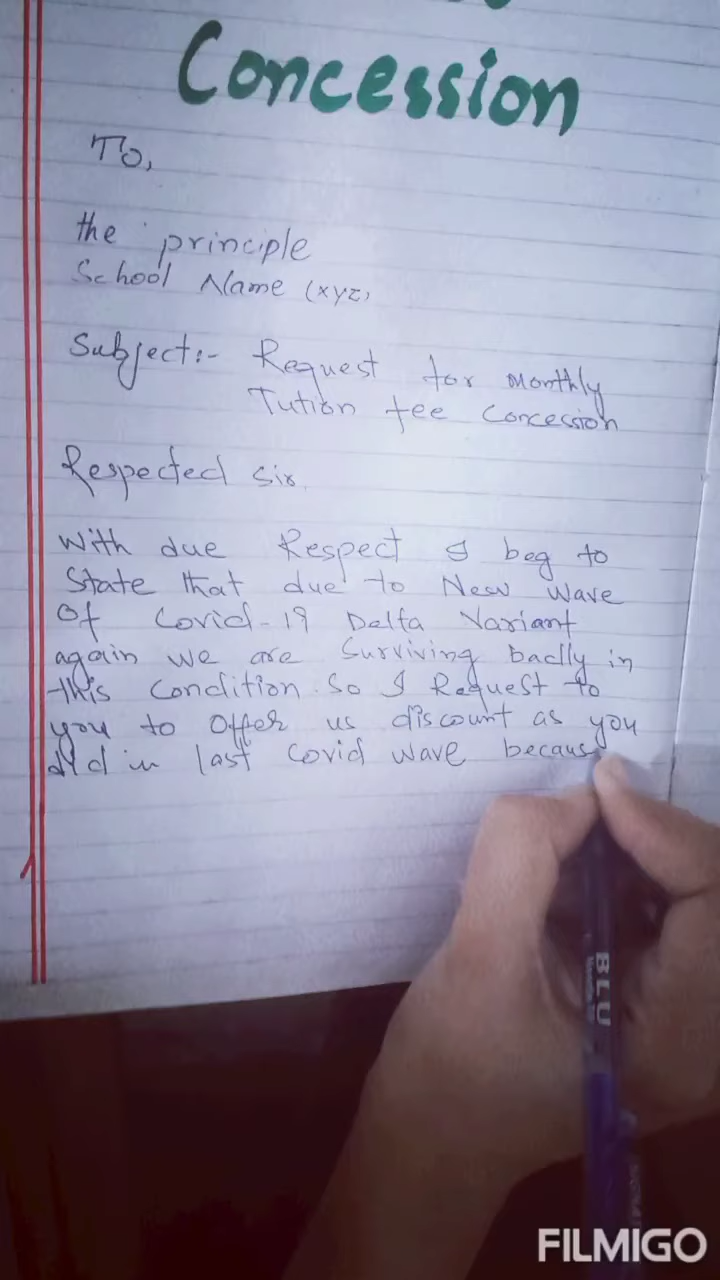 Concession
To,
the principle
School Name (xyz)
Subject:- Request for Monthly
Tution fee Concession
Respected Sir.
With due Respect I beg to
State that due to New Wave
Of Covid-19 Delta Variant
again we are Surviving badly in
this Condition. So I Request to
you to Offer us discount as you
did in last Covid wave because
BLU
FILMIGO